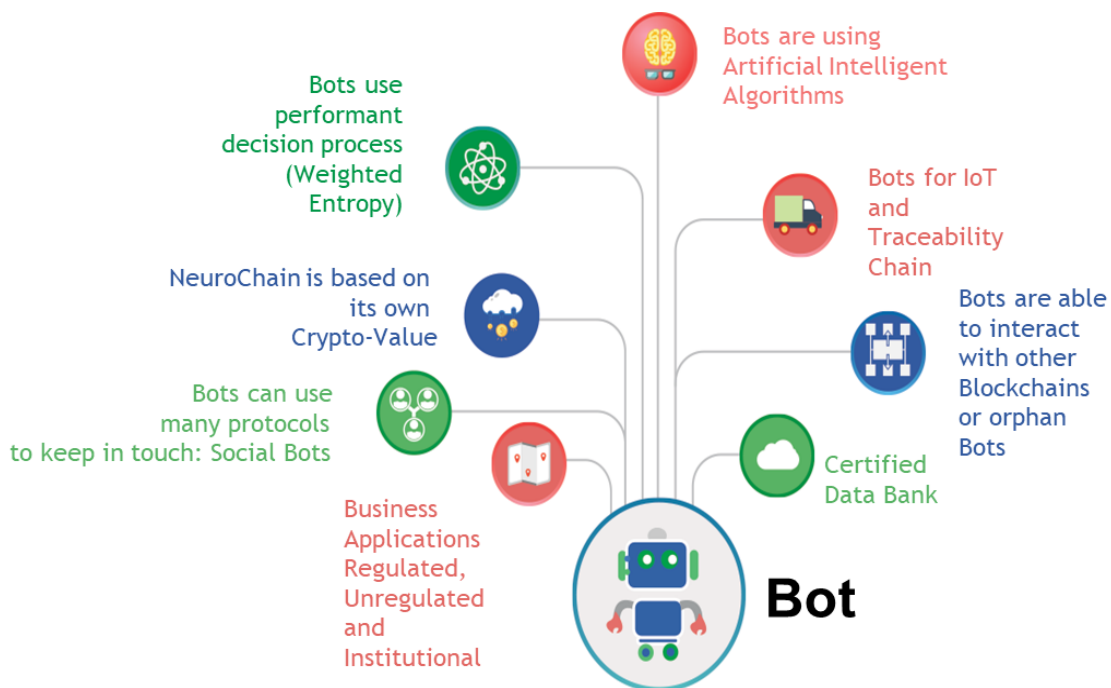 Bots are using
Artificial Intelligent
Algorithms
Bots use
performant
decision process
(Weighted
Entropy)
Bots for IoT
and
Traceability
Chain
NeuroChain is based on
its own
Crypto-Value
Bots are able
to interact
with other
Blockchains
or orphan
Bots
Bots can use
many protocols
to keep in touch: Social Bots
Certified
Data Bank
Business
Applications
Regulated,
Unregulated
and
Institutional
Bot